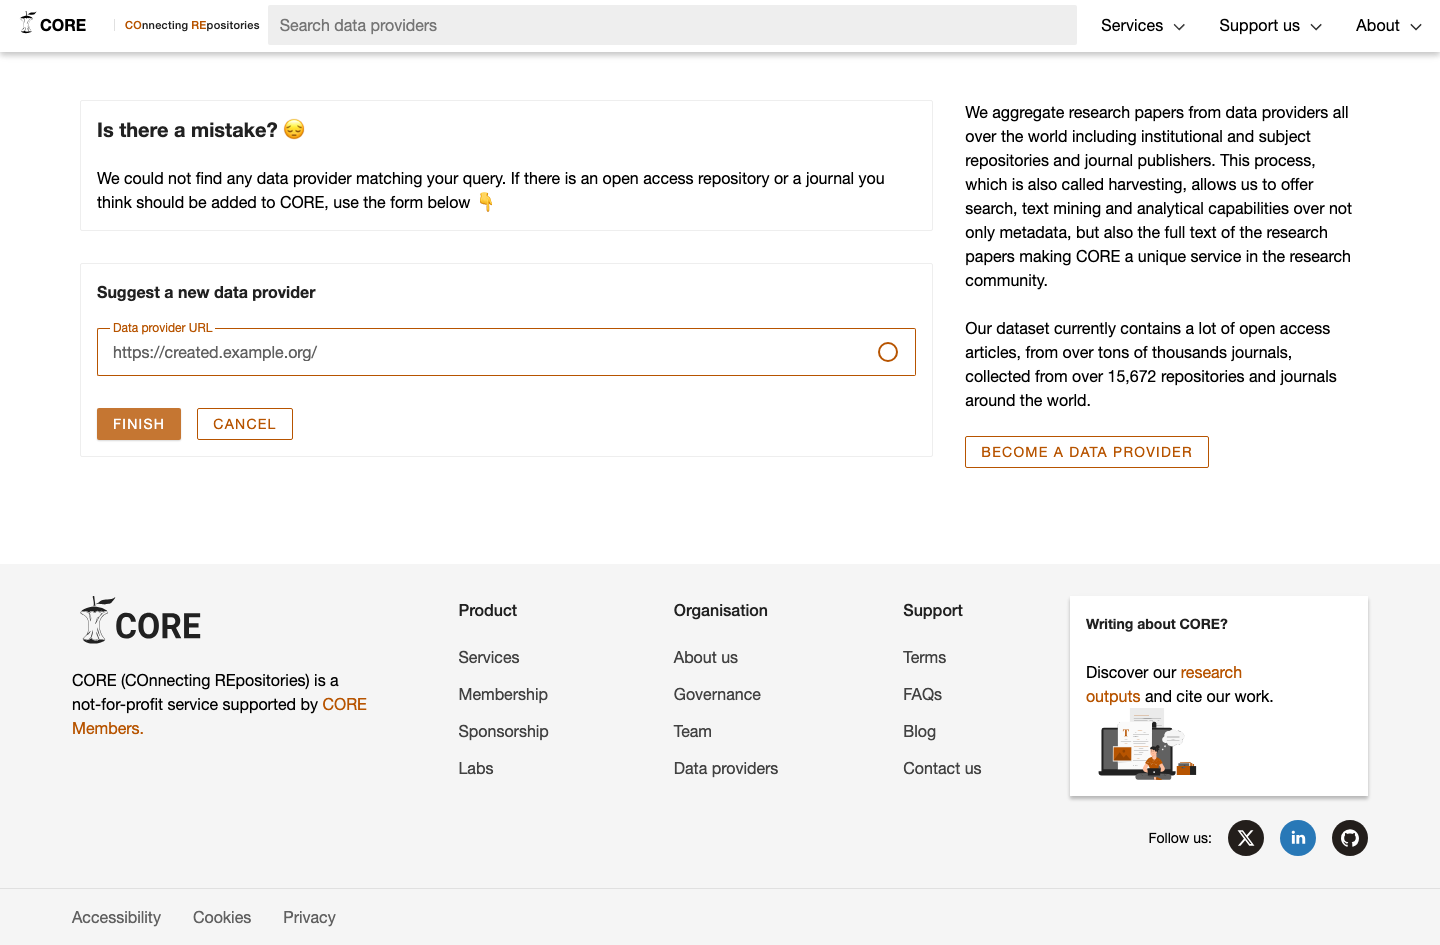 CORE
COnnecting REpositories
Search data providers
Services
Support us
About
Is there a mistake? 😔
We could not find any data provider matching your query. If there is an open access repository or a journal you
think should be added to CORE, use the form below 👇
Suggest a new data provider
Data provider URL
https://created.example.org/
FINISH
CANCEL
We aggregate research papers from data providers all
over the world including institutional and subject
repositories and journal publishers. This process,
which is also called harvesting, allows us to offer
search, text mining and analytical capabilities over not
only metadata, but also the full text of the research
papers making CORE a unique service in the research
community.
Our dataset currently contains a lot of open access
articles, from over tons of thousands journals,
collected from over 15,672 repositories and journals
around the world.
BECOME A DATA PROVIDER
CORE
CORE (COnnecting REpositories) is a
not-for-profit service supported by CORE
Members.
Product
Services
Membership
Sponsorship
Labs
Organisation
About us
Governance
Team
Data providers
Support
Terms
FAQs
Blog
Contact us
Writing about CORE?
Discover our research
outputs and cite our work.
T
Follow us:
X
in
Accessibility
Cookies
Privacy